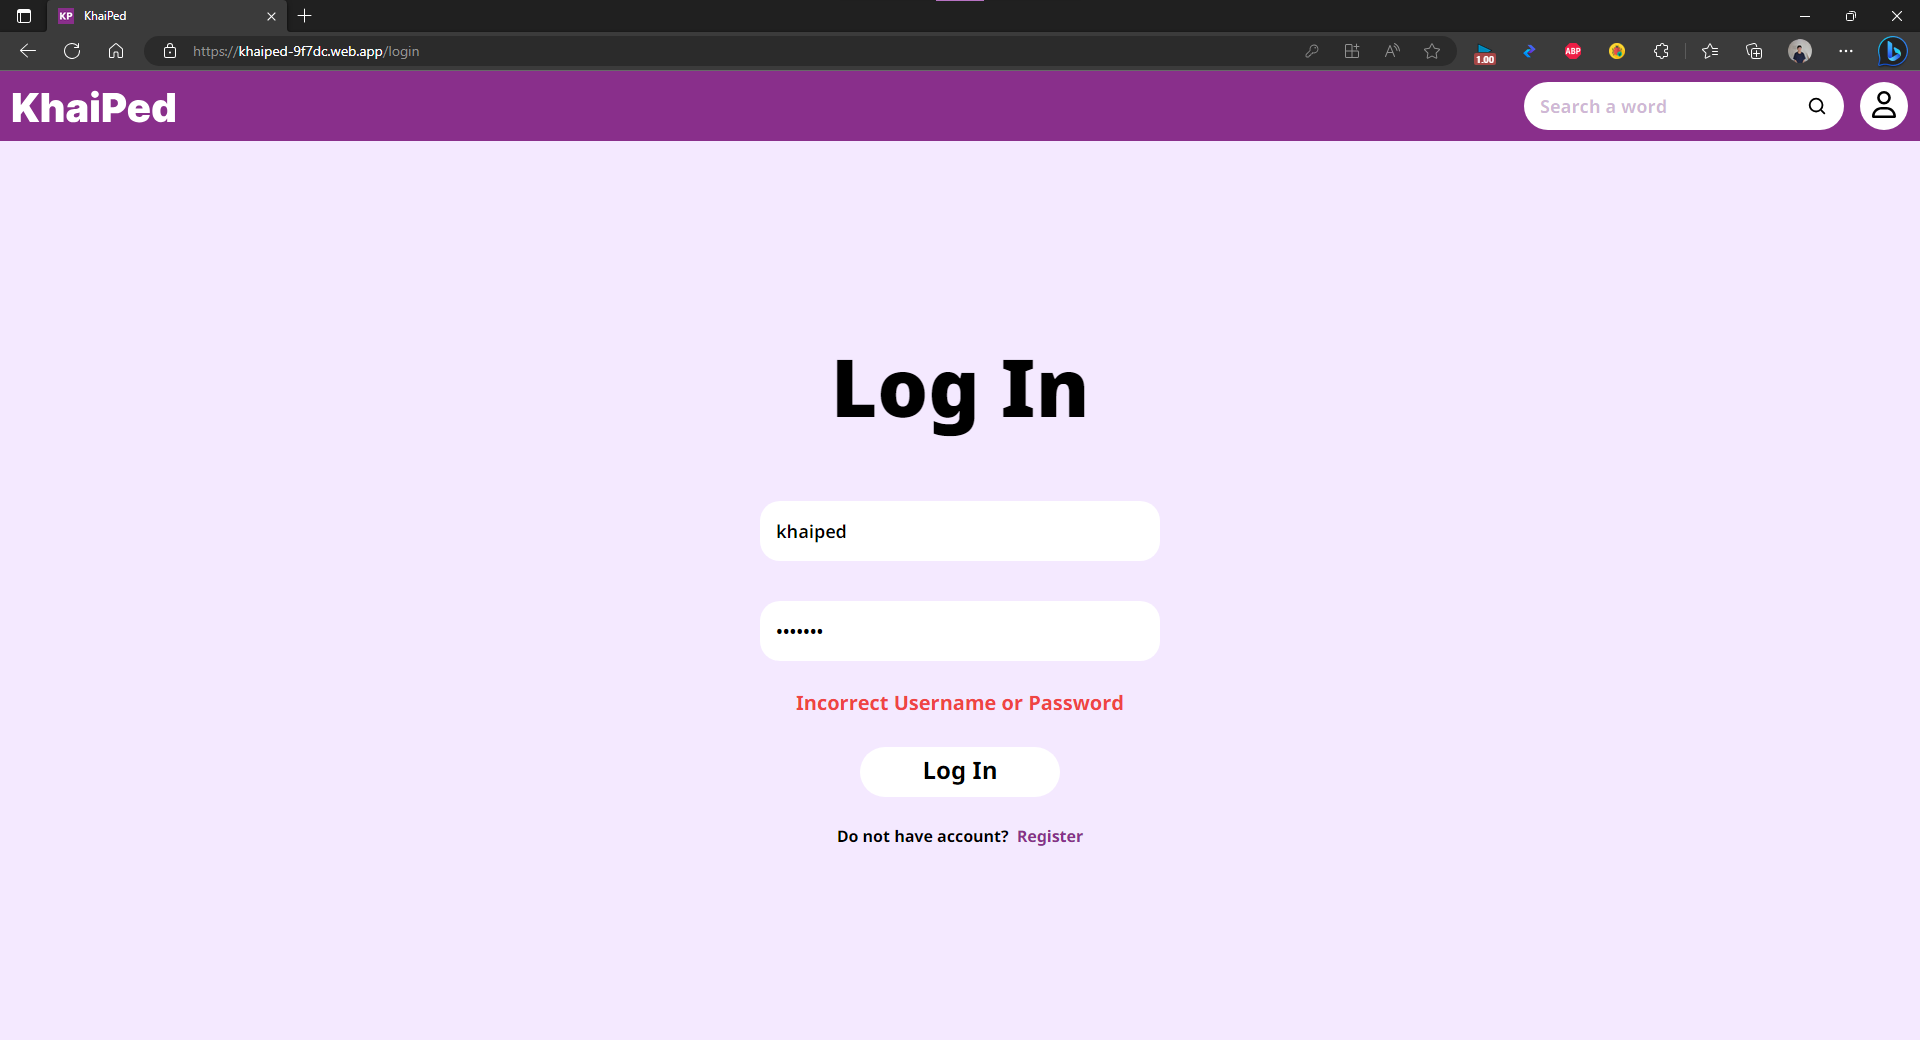 KP KhaiPed
https://khaiped-9f7dc.web.app/login
1.00
ABP
KhaiPed
Search a word
Log In
khaiped
•••••••
Incorrect Username or Password
Log In
Do not have account? Register